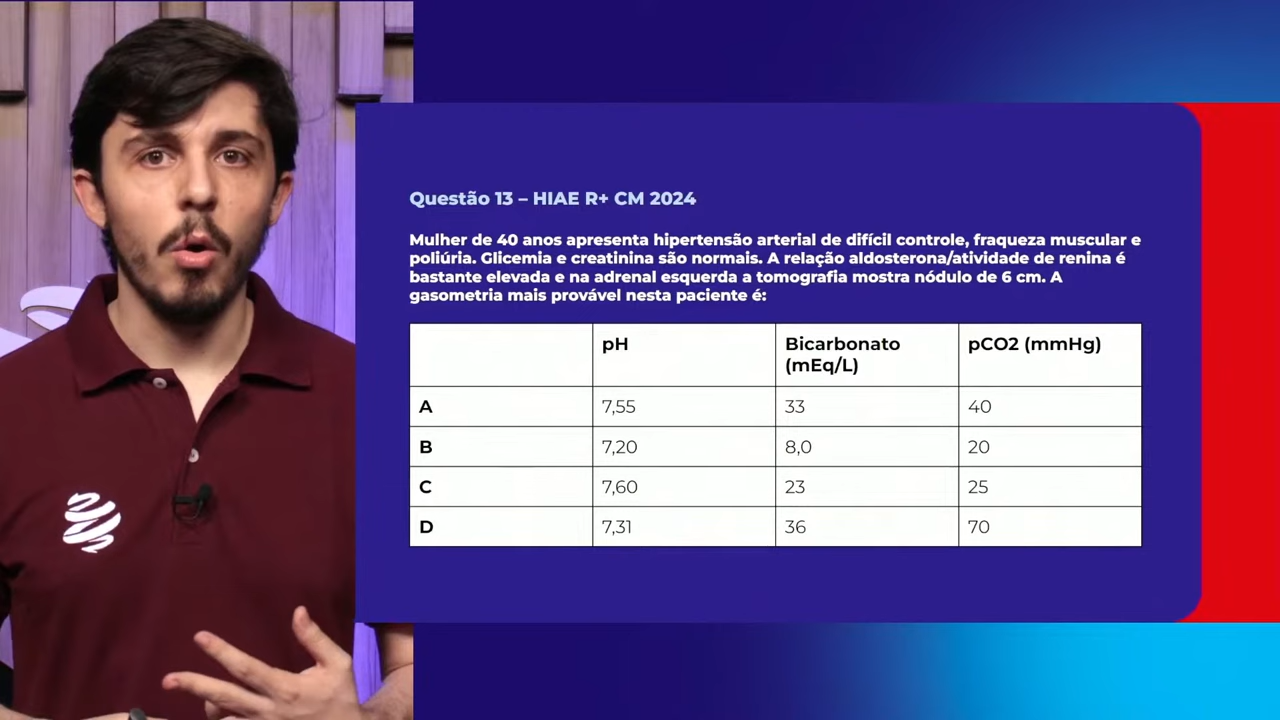 Questão 13 – HIAE R+ CM 2024
Mulher de 40 anos apresenta hipertensão arterial de difícil controle, fraqueza muscular e
poliúria. Glicemia e creatinina são normais. A relação aldosterona/atividade de renina é
bastante elevada e na adrenal esquerda a tomografia mostra nódulo de 6 cm. A
gasometria mais provável nesta paciente é:
pH Bicarbonato (mEq/L) pCO2 (mmHg)
A 7,55 33 40
B 7,20 8,0 20
C 7,60 23 25
D 7,31 36 70